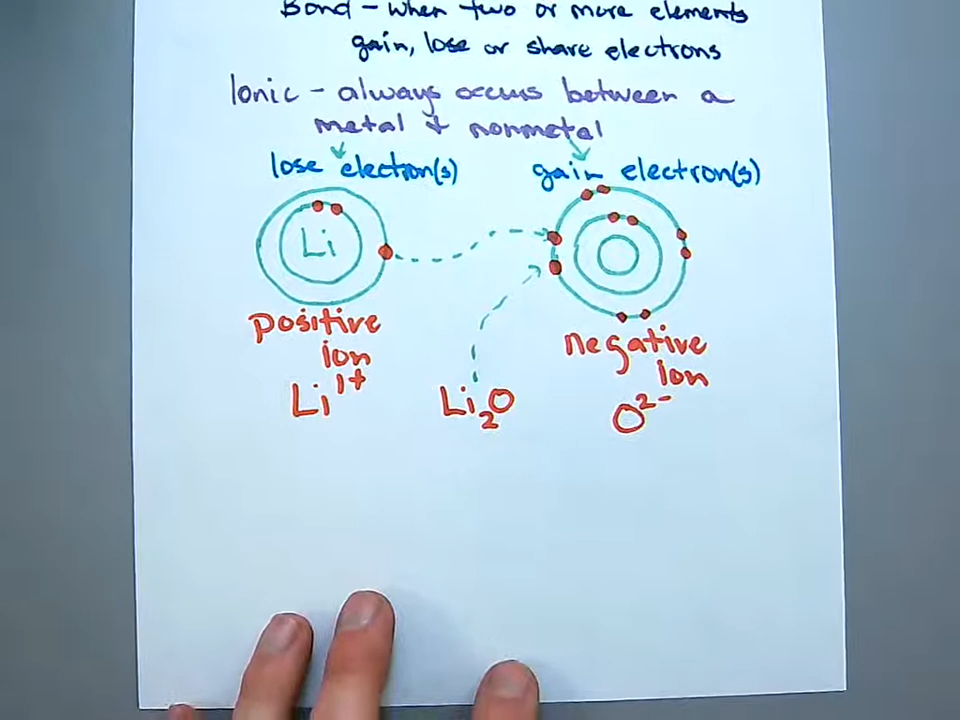 Bond - when two or more elements
gain, lose or share electrons
Ionic - always occurs between a
metal + nonmetal
lose electron(s)
gain electron(s)
Li
positive
ion
Li1+
Li2O
negative
ion
O2-